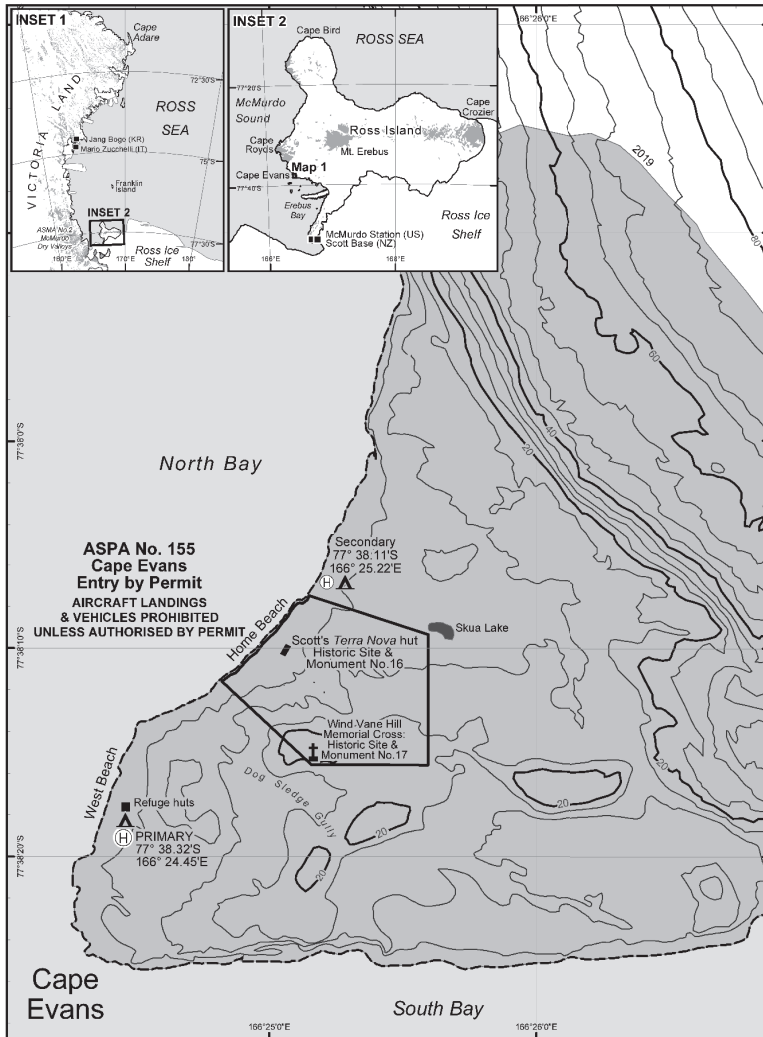 INSET 1
Cape
Adare
72°30'S
VICTORIA LAND
ROSS
SEA
Jang Bogo (KR)
Mario Zucchelli (IT)
75°S
Franklin
Island
INSET 2
ASMA No.2
McMurdo
Dry Valleys
77°30'S
Ross Ice
Shelf
160°E
170°E
180°
INSET 2
Cape Bird
ROSS SEA
77°20'S
McMurdo
Sound
Cape
Crozier
Ross Island
Cape
Royds
Mt. Erebus
Map 1
Cape Evans
77°40'S
Erebus
Bay
Ross Ice
Shelf
McMurdo Station (US)
Scott Base (NZ)
166°E
168°E
166°26'0"E
2019
80
60
40
20
77°38'0"S
North Bay
ASPA No. 155
Cape Evans
Entry by Permit
AIRCRAFT LANDINGS
& VEHICLES PROHIBITED
UNLESS AUTHORISED BY PERMIT
Secondary
77° 38.11'S
166° 25.22'E
H
Home Beach
Skua Lake
77°38'10"S
Scott's Terra Nova hut
Historic Site &
Monument No.16
Wind Vane Hill
Memorial Cross:
Historic Site &
Monument No.17
20
West Beach
Dog Sledge Gully
Refuge huts
20
20
H
PRIMARY
77° 38.32'S
166° 24.45'E
77°38'20"S
20
Cape
Evans
South Bay
166°25'0"E
166°26'0"E